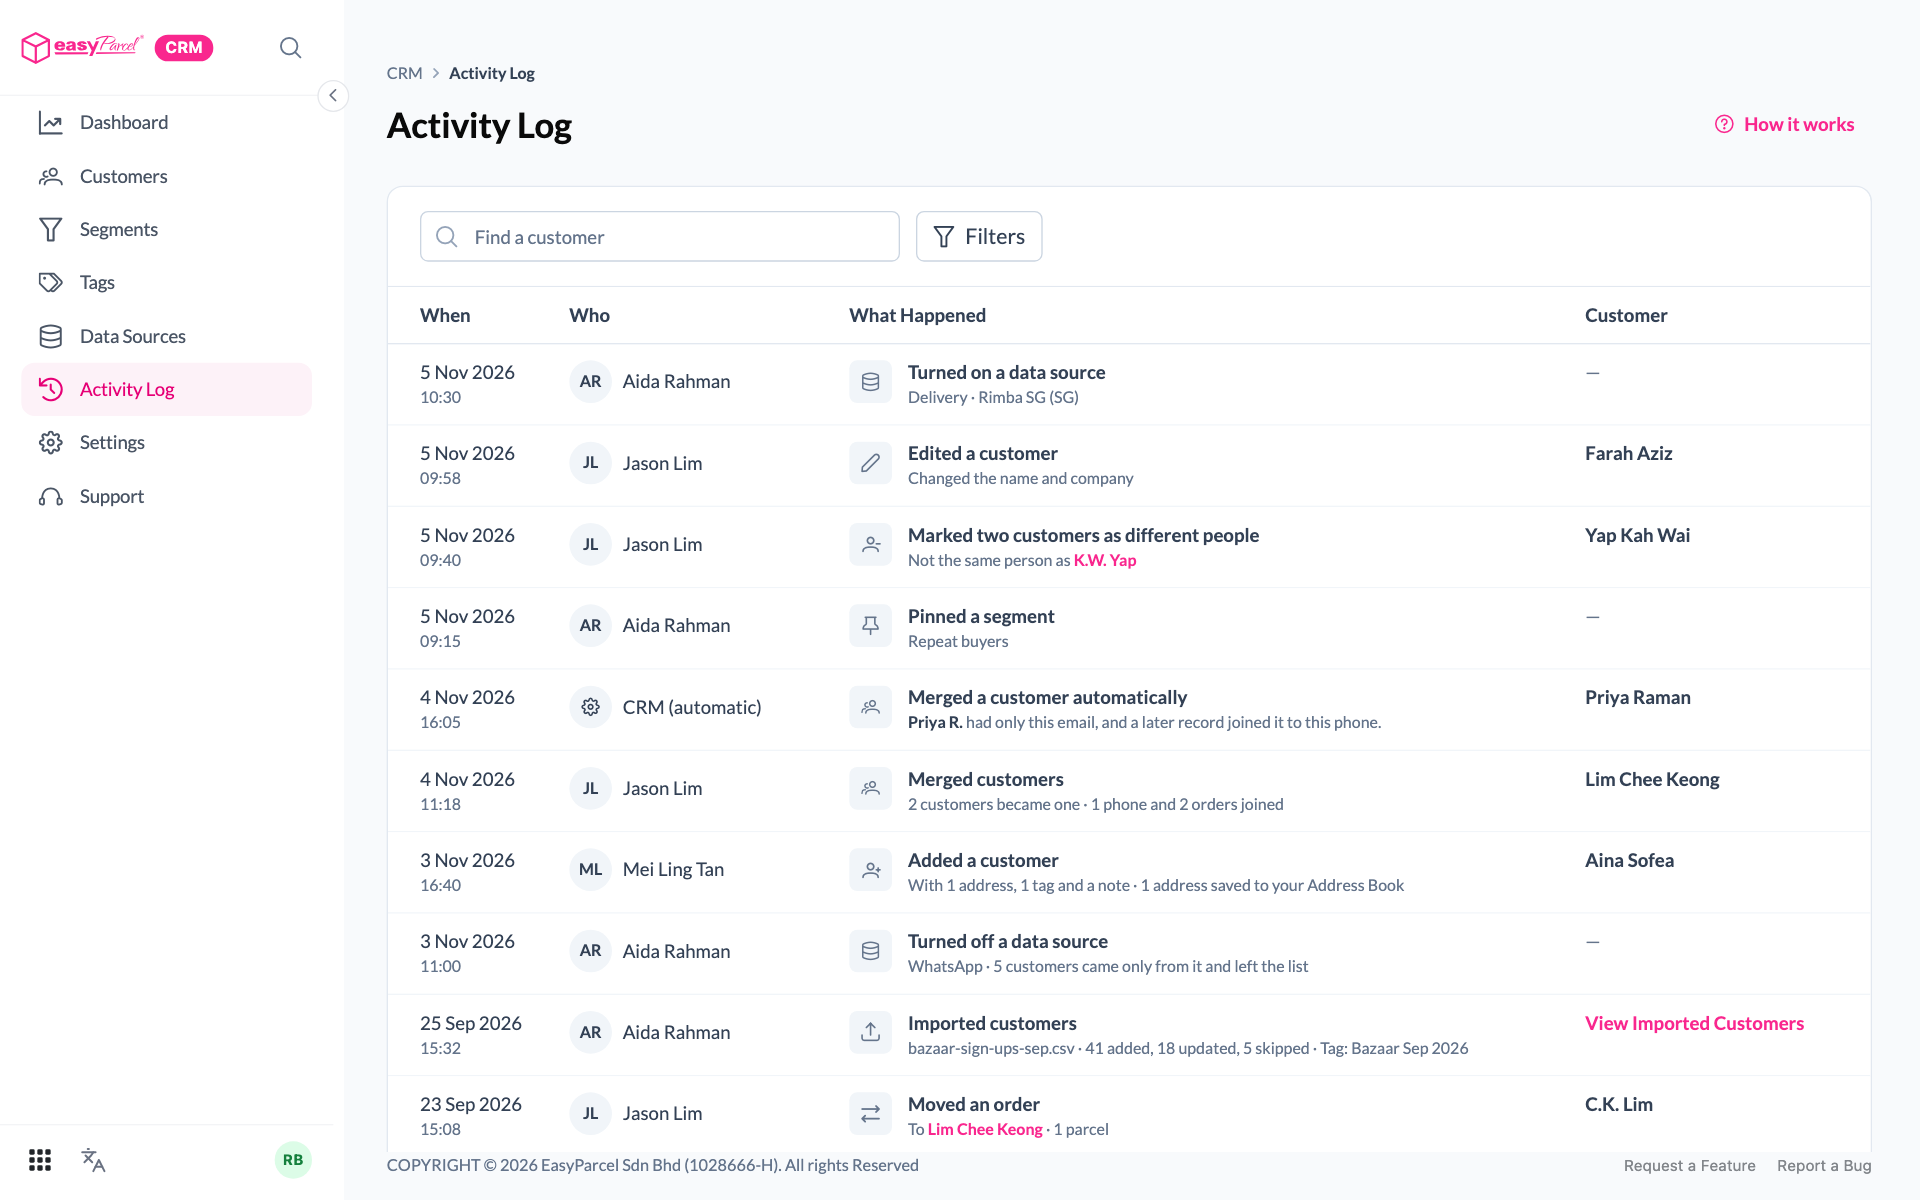 easyParcel CRM
Dashboard
Customers
Segments
Tags
Data Sources
Activity Log
Settings
Support
RB
CRM > Activity Log
Activity Log
How it works
Find a customer
Filters
When Who What Happened Customer
5 Nov 2026
10:30
AR Aida Rahman
Turned on a data source
Delivery · Rimba SG (SG)
—
5 Nov 2026
09:58
JL Jason Lim
Edited a customer
Changed the name and company
Farah Aziz
5 Nov 2026
09:40
JL Jason Lim
Marked two customers as different people
Not the same person as K.W. Yap
Yap Kah Wai
5 Nov 2026
09:15
AR Aida Rahman
Pinned a segment
Repeat buyers
—
4 Nov 2026
16:05
CRM (automatic)
Merged a customer automatically
Priya R. had only this email, and a later record joined it to this phone.
Priya Raman
4 Nov 2026
11:18
JL Jason Lim
Merged customers
2 customers became one · 1 phone and 2 orders joined
Lim Chee Keong
3 Nov 2026
16:40
ML Mei Ling Tan
Added a customer
With 1 address, 1 tag and a note · 1 address saved to your Address Book
Aina Sofea
3 Nov 2026
11:00
AR Aida Rahman
Turned off a data source
WhatsApp · 5 customers came only from it and left the list
—
25 Sep 2026
15:32
AR Aida Rahman
Imported customers
bazaar-sign-ups-sep.csv · 41 added, 18 updated, 5 skipped · Tag: Bazaar Sep 2026
View Imported Customers
23 Sep 2026
15:08
JL Jason Lim
Moved an order
To Lim Chee Keong · 1 parcel
C.K. Lim
COPYRIGHT © 2026 EasyParcel Sdn Bhd (1028666-H). All rights Reserved
Request a Feature Report a Bug